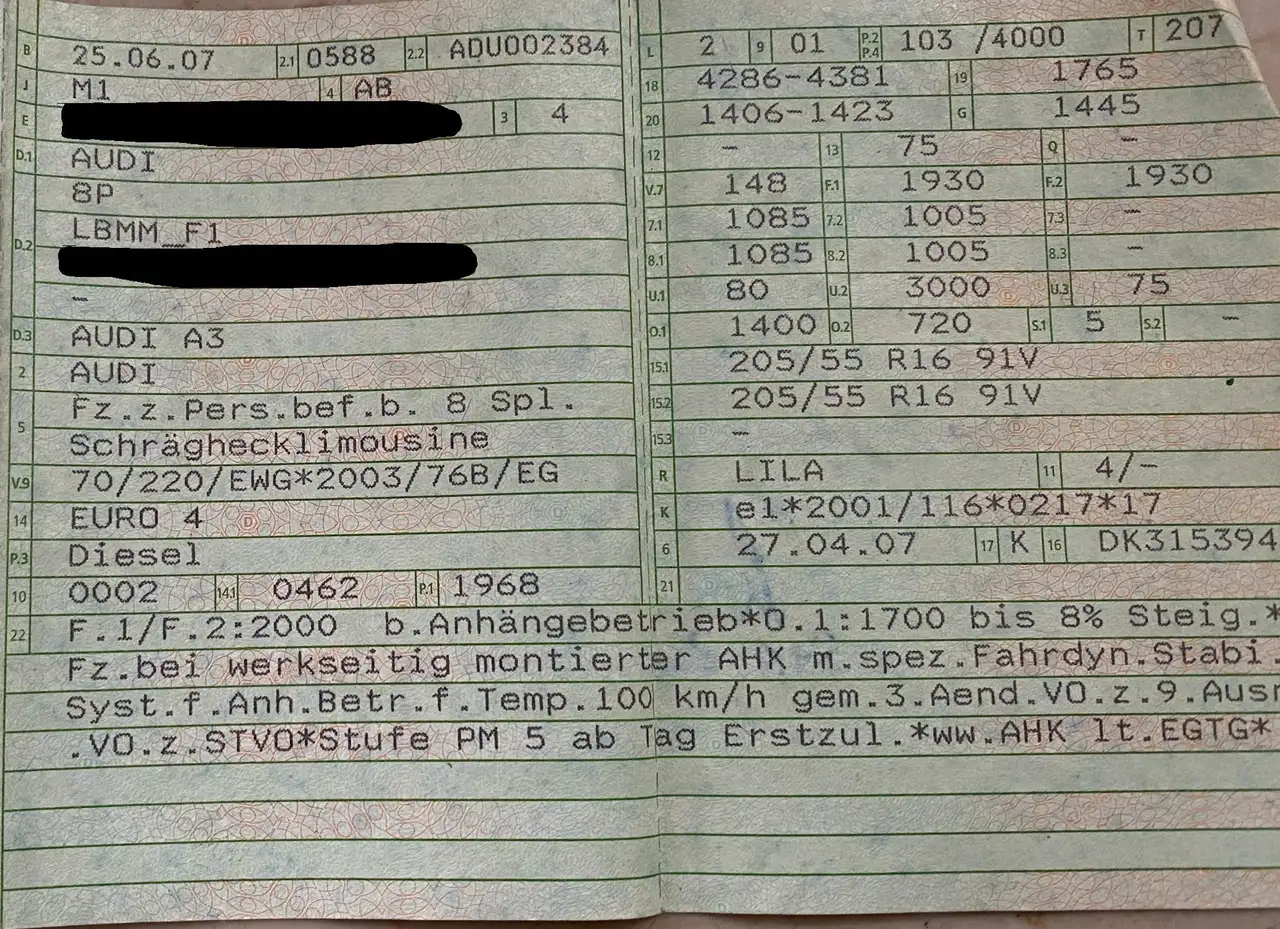 B 25.06.07 2.1 0588 2.2 ADU002384
J M1 4 AB
E 3 4
D.1 AUDI
8P
D.2 LBMM_F1
–
D.3 AUDI A3
2 AUDI
5 Fz.z.Pers.bef.b. 8 Spl.
Schräghecklimousine
V.9 70/220/EWG*2003/76B/EG
14 EURO 4
P.3 Diesel
10 0002 14.1 0462 P.1 1968
L 2 9 01 P.2 P.4 103 /4000 T 207
18 4286-4381 19 1765
20 1406-1423 G 1445
12 – 13 75 Q –
V.7 148 F.1 1930 F.2 1930
7.1 1085 7.2 1005 7.3 –
8.1 1085 8.2 1005 8.3 –
U.1 80 U.2 3000 U.3 75
O.1 1400 O.2 720 S.1 5 S.2 –
15.1 205/55 R16 91V
15.2 205/55 R16 91V
15.3 –
R LILA 11 4/–
K e1*2001/116*0217*17
6 27.04.07 17 K 16 DK315394
21
22 F.1/F.2:2000 b.Anhängebetrieb*O.1:1700 bis 8% Steig.*
Fz.bei werkseitig montierter AHK m.spez.Fahrdyn.Stabi.
Syst.f.Anh.Betr.f.Temp.100 km/h gem.3.Aend.VO.z.9.Ausn
.VO.z.STVO*Stufe PM 5 ab Tag Erstzul.*ww.AHK lt.EGTG*